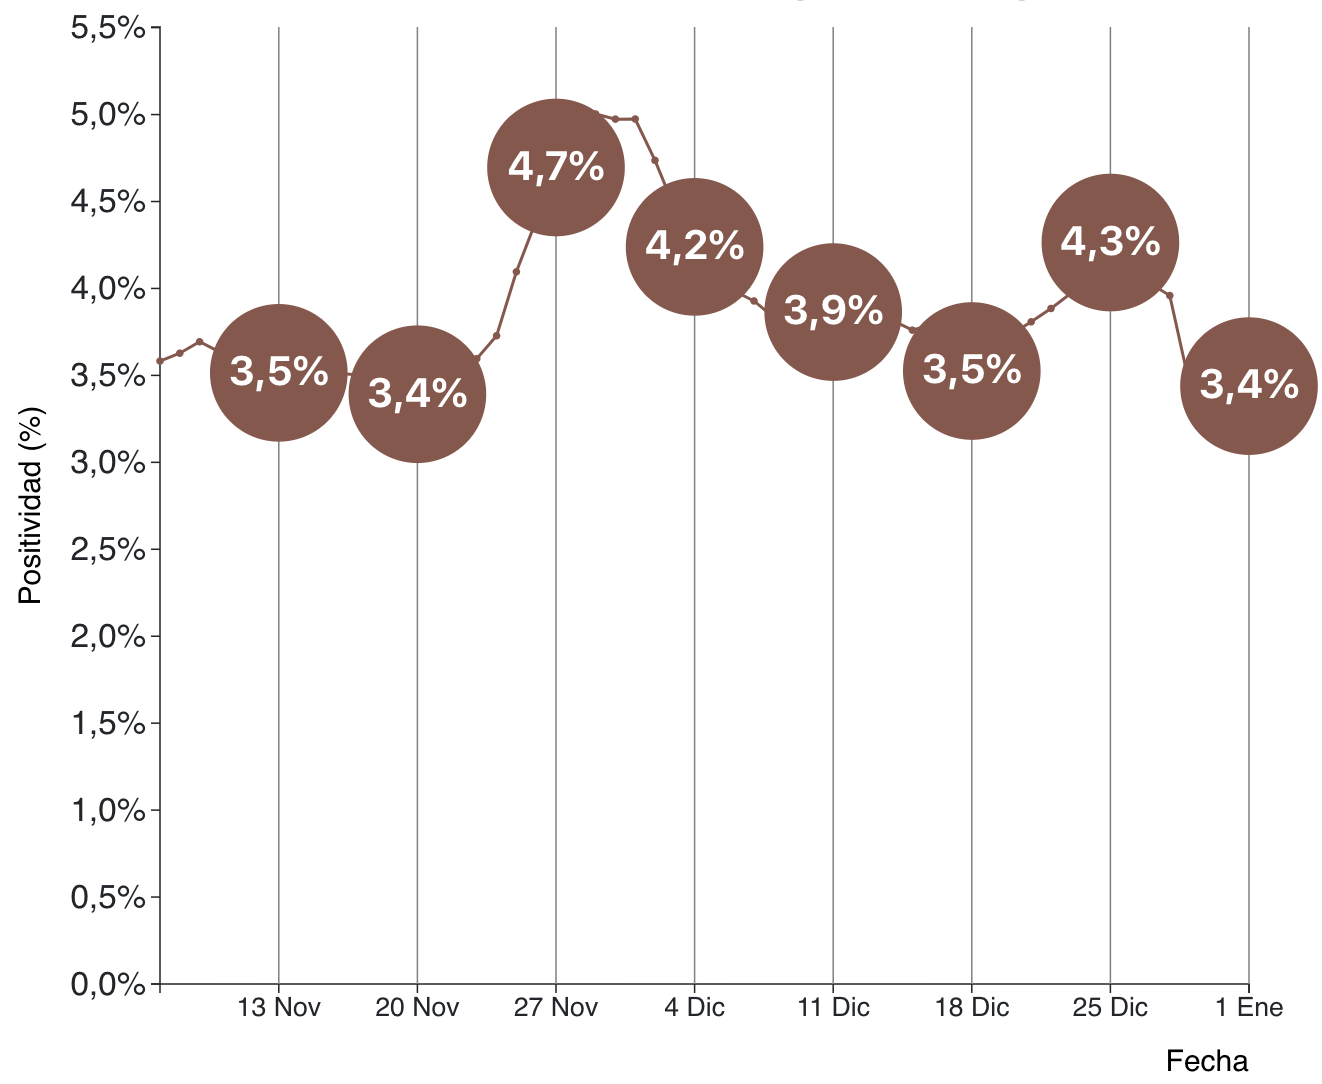 5,5%
5,0%
4,5%
4,0%
3,5%
3,0%
2,5%
2,0%
1,5%
1,0%
0,5%
0,0%
Positividad (%)
3,5%
3,4%
4,7%
4,2%
3,9%
3,5%
4,3%
3,4%
13 Nov
20 Nov
27 Nov
4 Dic
11 Dic
18 Dic
25 Dic
1 Ene
Fecha